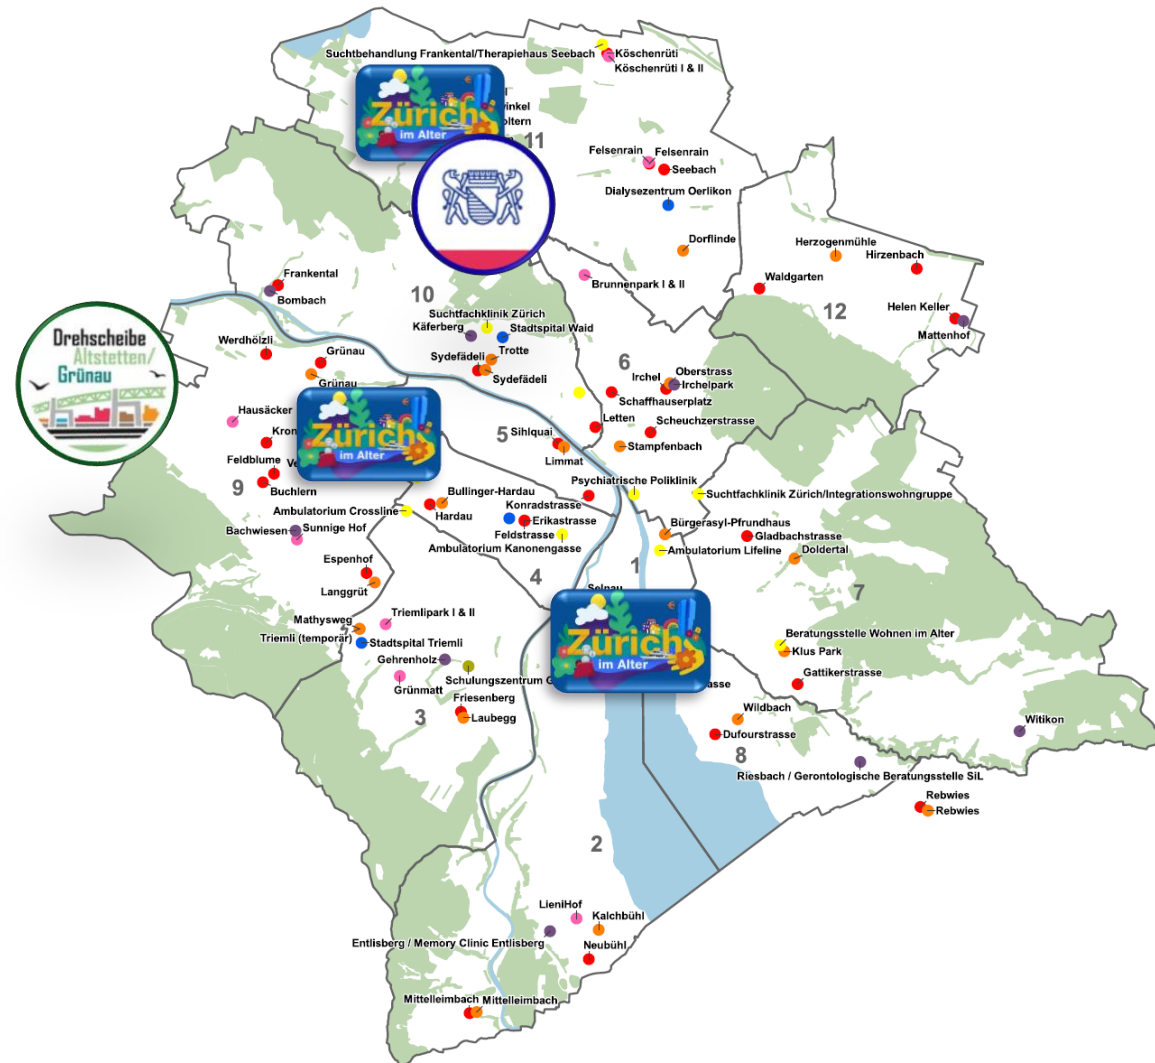 Suchtbehandlung Frankental/Therapiehaus Seebach
Köschenrüti
Köschenrüti I & II
Zürich
im Alter
11
Felsenrain
Felsenrain
Seebach
Dialysezentrum Oerlikon
Dorflinde
Herzogenmühle
Hirzenbach
Waldgarten
12
Helen Keller
Mattenhof
Brunnenpark I & II
Frankental
Bombach
10
Suchtfachklinik Zürich
Käferberg
Stadtspital Waid
Trotte
Sydefädeli
Sydefädeli
Drehscheibe
Altstetten/
Grünau
Werdhölzli
Grünau
Grünau
6
Oberstrass
Irchel
Irchelpark
Schaffhauserplatz
Scheuchzerstrasse
Letten
Stampfenbach
Hausäcker
Zürich
im Alter
5
Sihlquai
Limmat
Feldblume
9
Buchlern
Psychiatrische Poliklinik
Suchtfachklinik Zürich/Integrationswohngruppe
Bullinger-Hardau
Hardau
Ambulatorium Crossline
Konradstrasse
Erikastrasse
Feldstrasse
Ambulatorium Kanonengasse
Bürgerasyl-Pfrundhaus
Gladbachstrasse
Ambulatorium Lifeline
Doldertal
Bachwiesen
Sunnige Hof
4
1
7
Espenhof
Langgrüt
Selnau
Zürich
im Alter
Mathysweg
Triemlipark I & II
Triemli (temporär)
Stadtspital Triemli
Gehrenholz
Schulungszentrum
Grünmatt
Beratungsstelle Wohnen im Alter
Klus Park
Gattikerstrasse
3
Friesenberg
Laubegg
Wildbach
Dufourstrasse
8
Witikon
Riesbach / Gerontologische Beratungsstelle SiL
Rebwies
Rebwies
2
LieniHof
Kalchbühl
Entlisberg / Memory Clinic Entlisberg
Neubühl
Mittelleimbach
Mittelleimbach